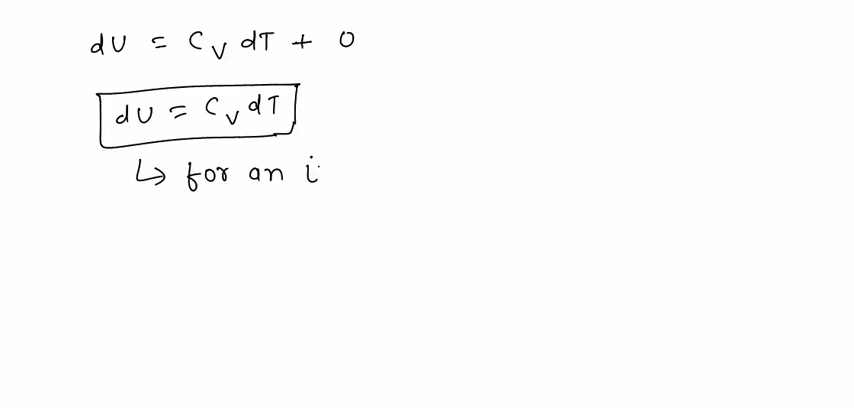 dU = C_V dT + 0
dU = C_V dT
↳ for an i